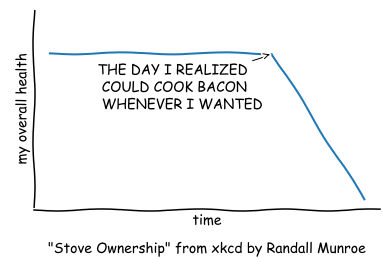 my overall health
THE DAY I REALIZED
COULD COOK BACON
WHENEVER I WANTED
time
"Stove Ownership" from xkcd by Randall Munroe